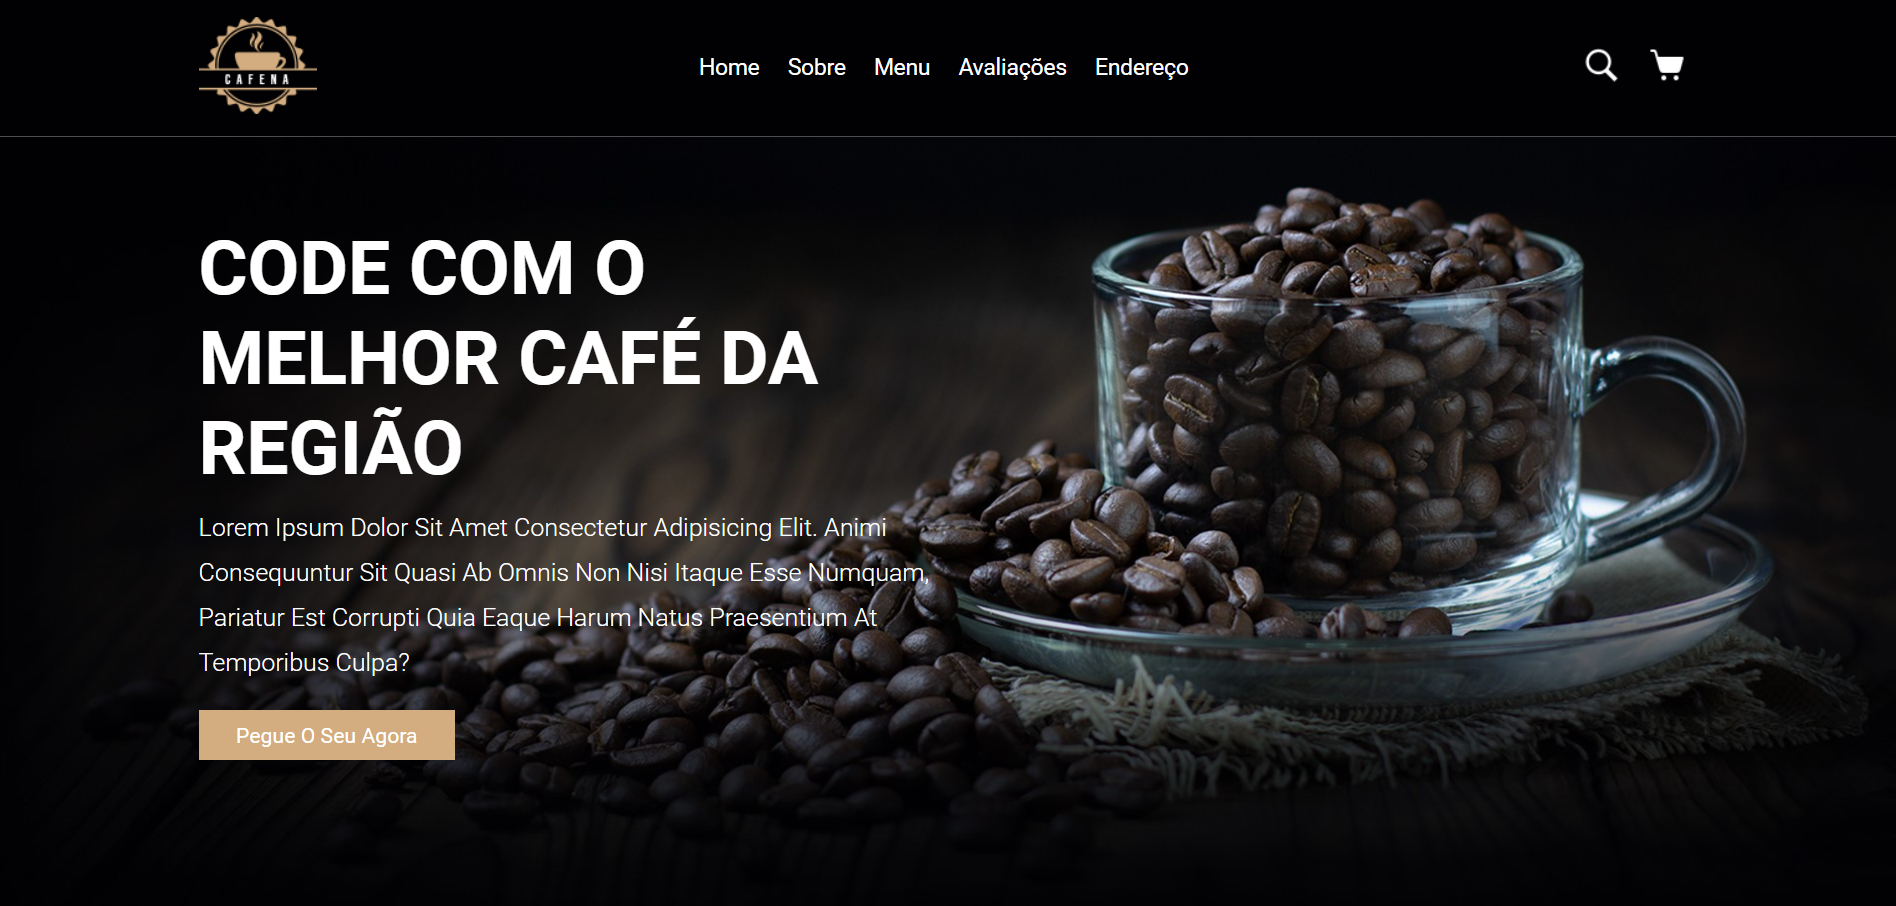 CAFENA
Home Sobre Menu Avaliações Endereço
CODE COM O
MELHOR CAFÉ DA
REGIÃO
Lorem Ipsum Dolor Sit Amet Consectetur Adipisicing Elit. Animi
Consequuntur Sit Quasi Ab Omnis Non Nisi Itaque Esse Numquam,
Pariatur Est Corrupti Quia Eaque Harum Natus Praesentium At
Temporibus Culpa?
Pegue O Seu Agora